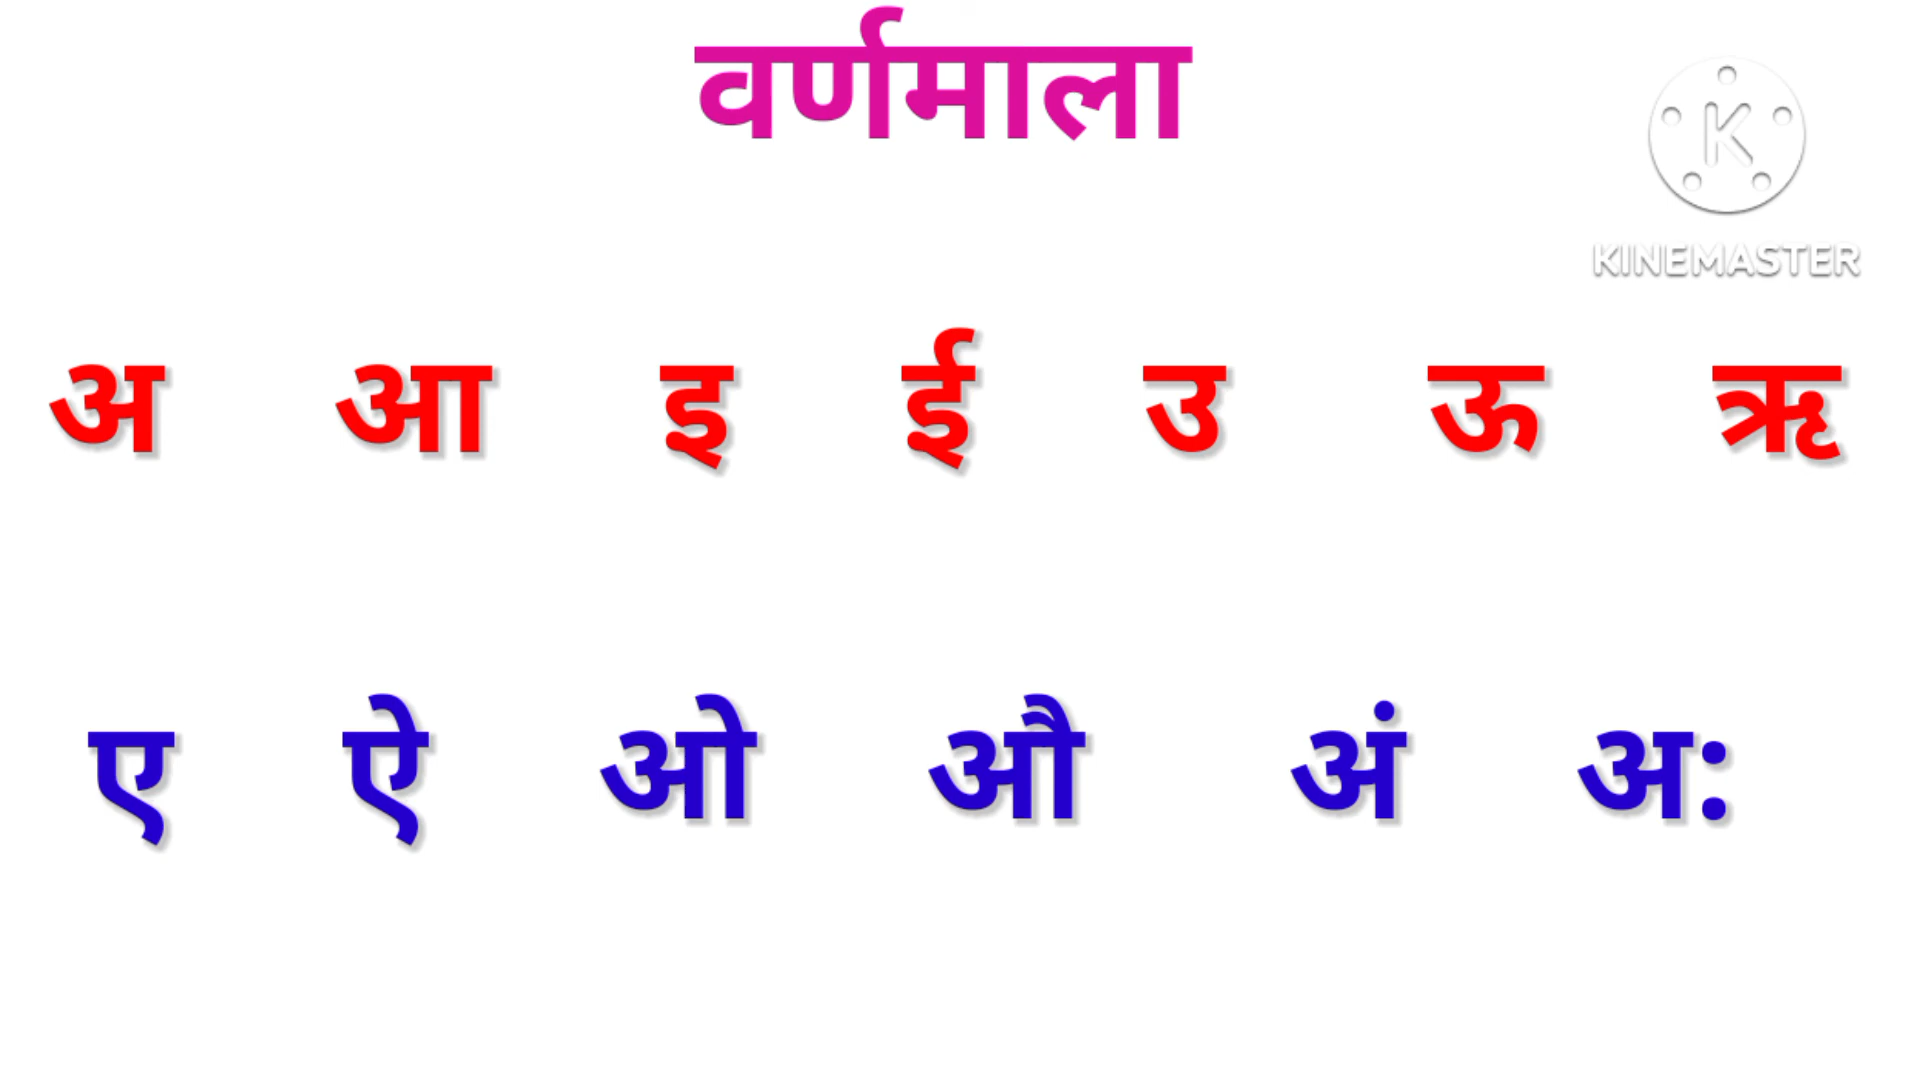 वर्णमाला
K
KINEMASTER
अ आ इ ई उ ऊ ऋ
ए ऐ ओ औ अं अ: